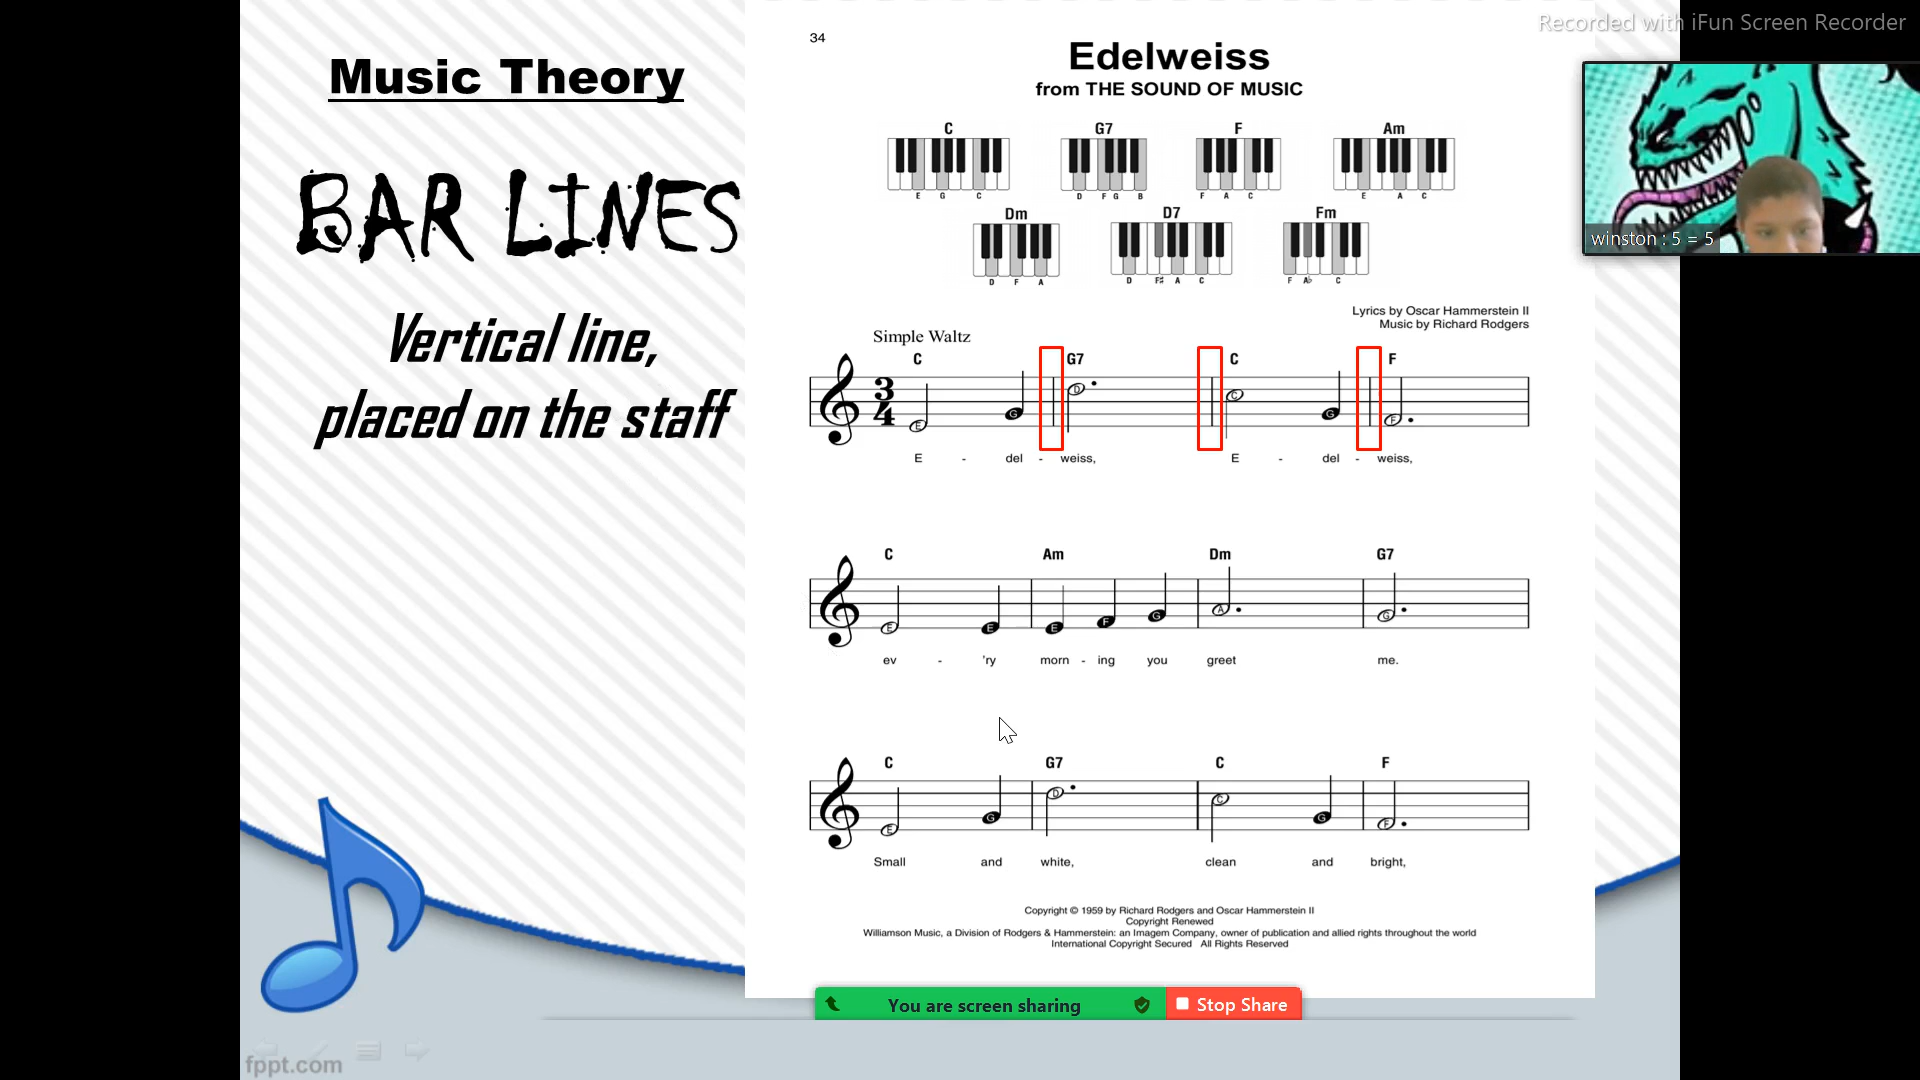 Recorded with iFun Screen Recorder
Music Theory
BAR LINES
Vertical line,
placed on the staff
34
Edelweiss
from THE SOUND OF MUSIC
C G7 F Am
E G C D F G B F A C E A C
Dm D7 Fm
D F A D F# A C F A♭ C
Lyrics by Oscar Hammerstein II
Music by Richard Rodgers
Simple Waltz
C G7 C F
3
4
E G D C G F
E - del - weiss, E - del - weiss,
C Am Dm G7
E E E F G A G
ev - 'ry morn - ing you greet me.
C G7 C F
E G D C G F
Small and white, clean and bright,
Copyright © 1959 by Richard Rodgers and Oscar Hammerstein II
Copyright Renewed
Williamson Music, a Division of Rodgers & Hammerstein: an Imagem Company, owner of publication and allied rights throughout the world
International Copyright Secured All Rights Reserved
winston : 5 = 5
You are screen sharing
Stop Share
fppt.com